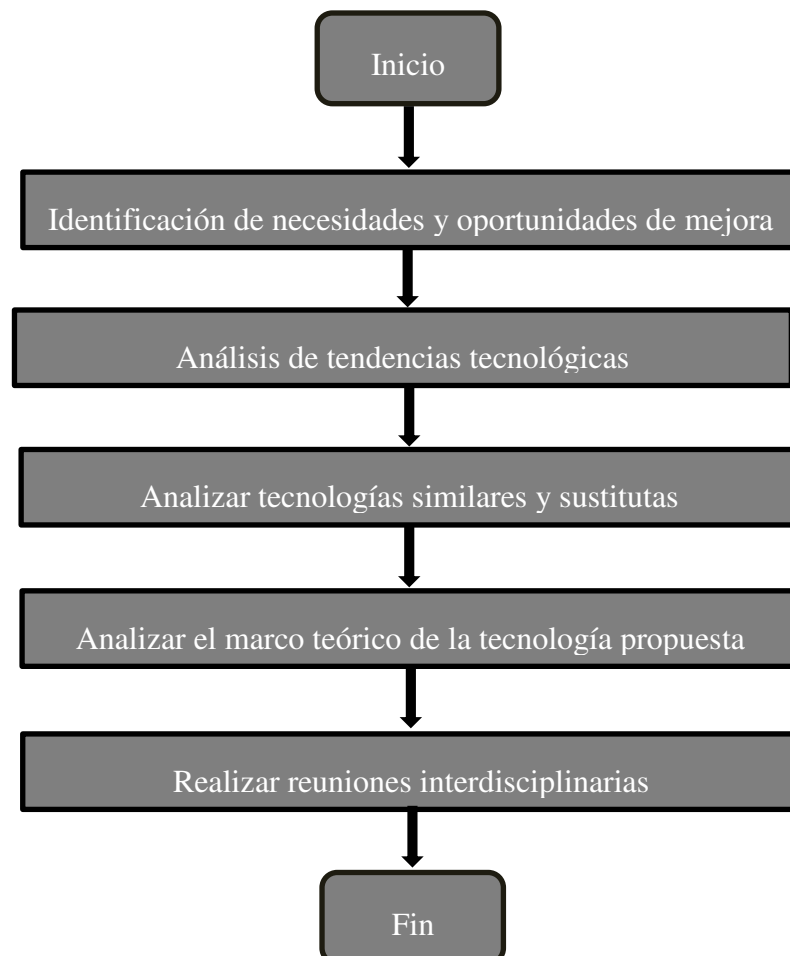 Inicio
Identificación de necesidades y oportunidades de mejora
Análisis de tendencias tecnológicas
Analizar tecnologías similares y sustitutas
Analizar el marco teórico de la tecnología propuesta
Realizar reuniones interdisciplinarias
Fin